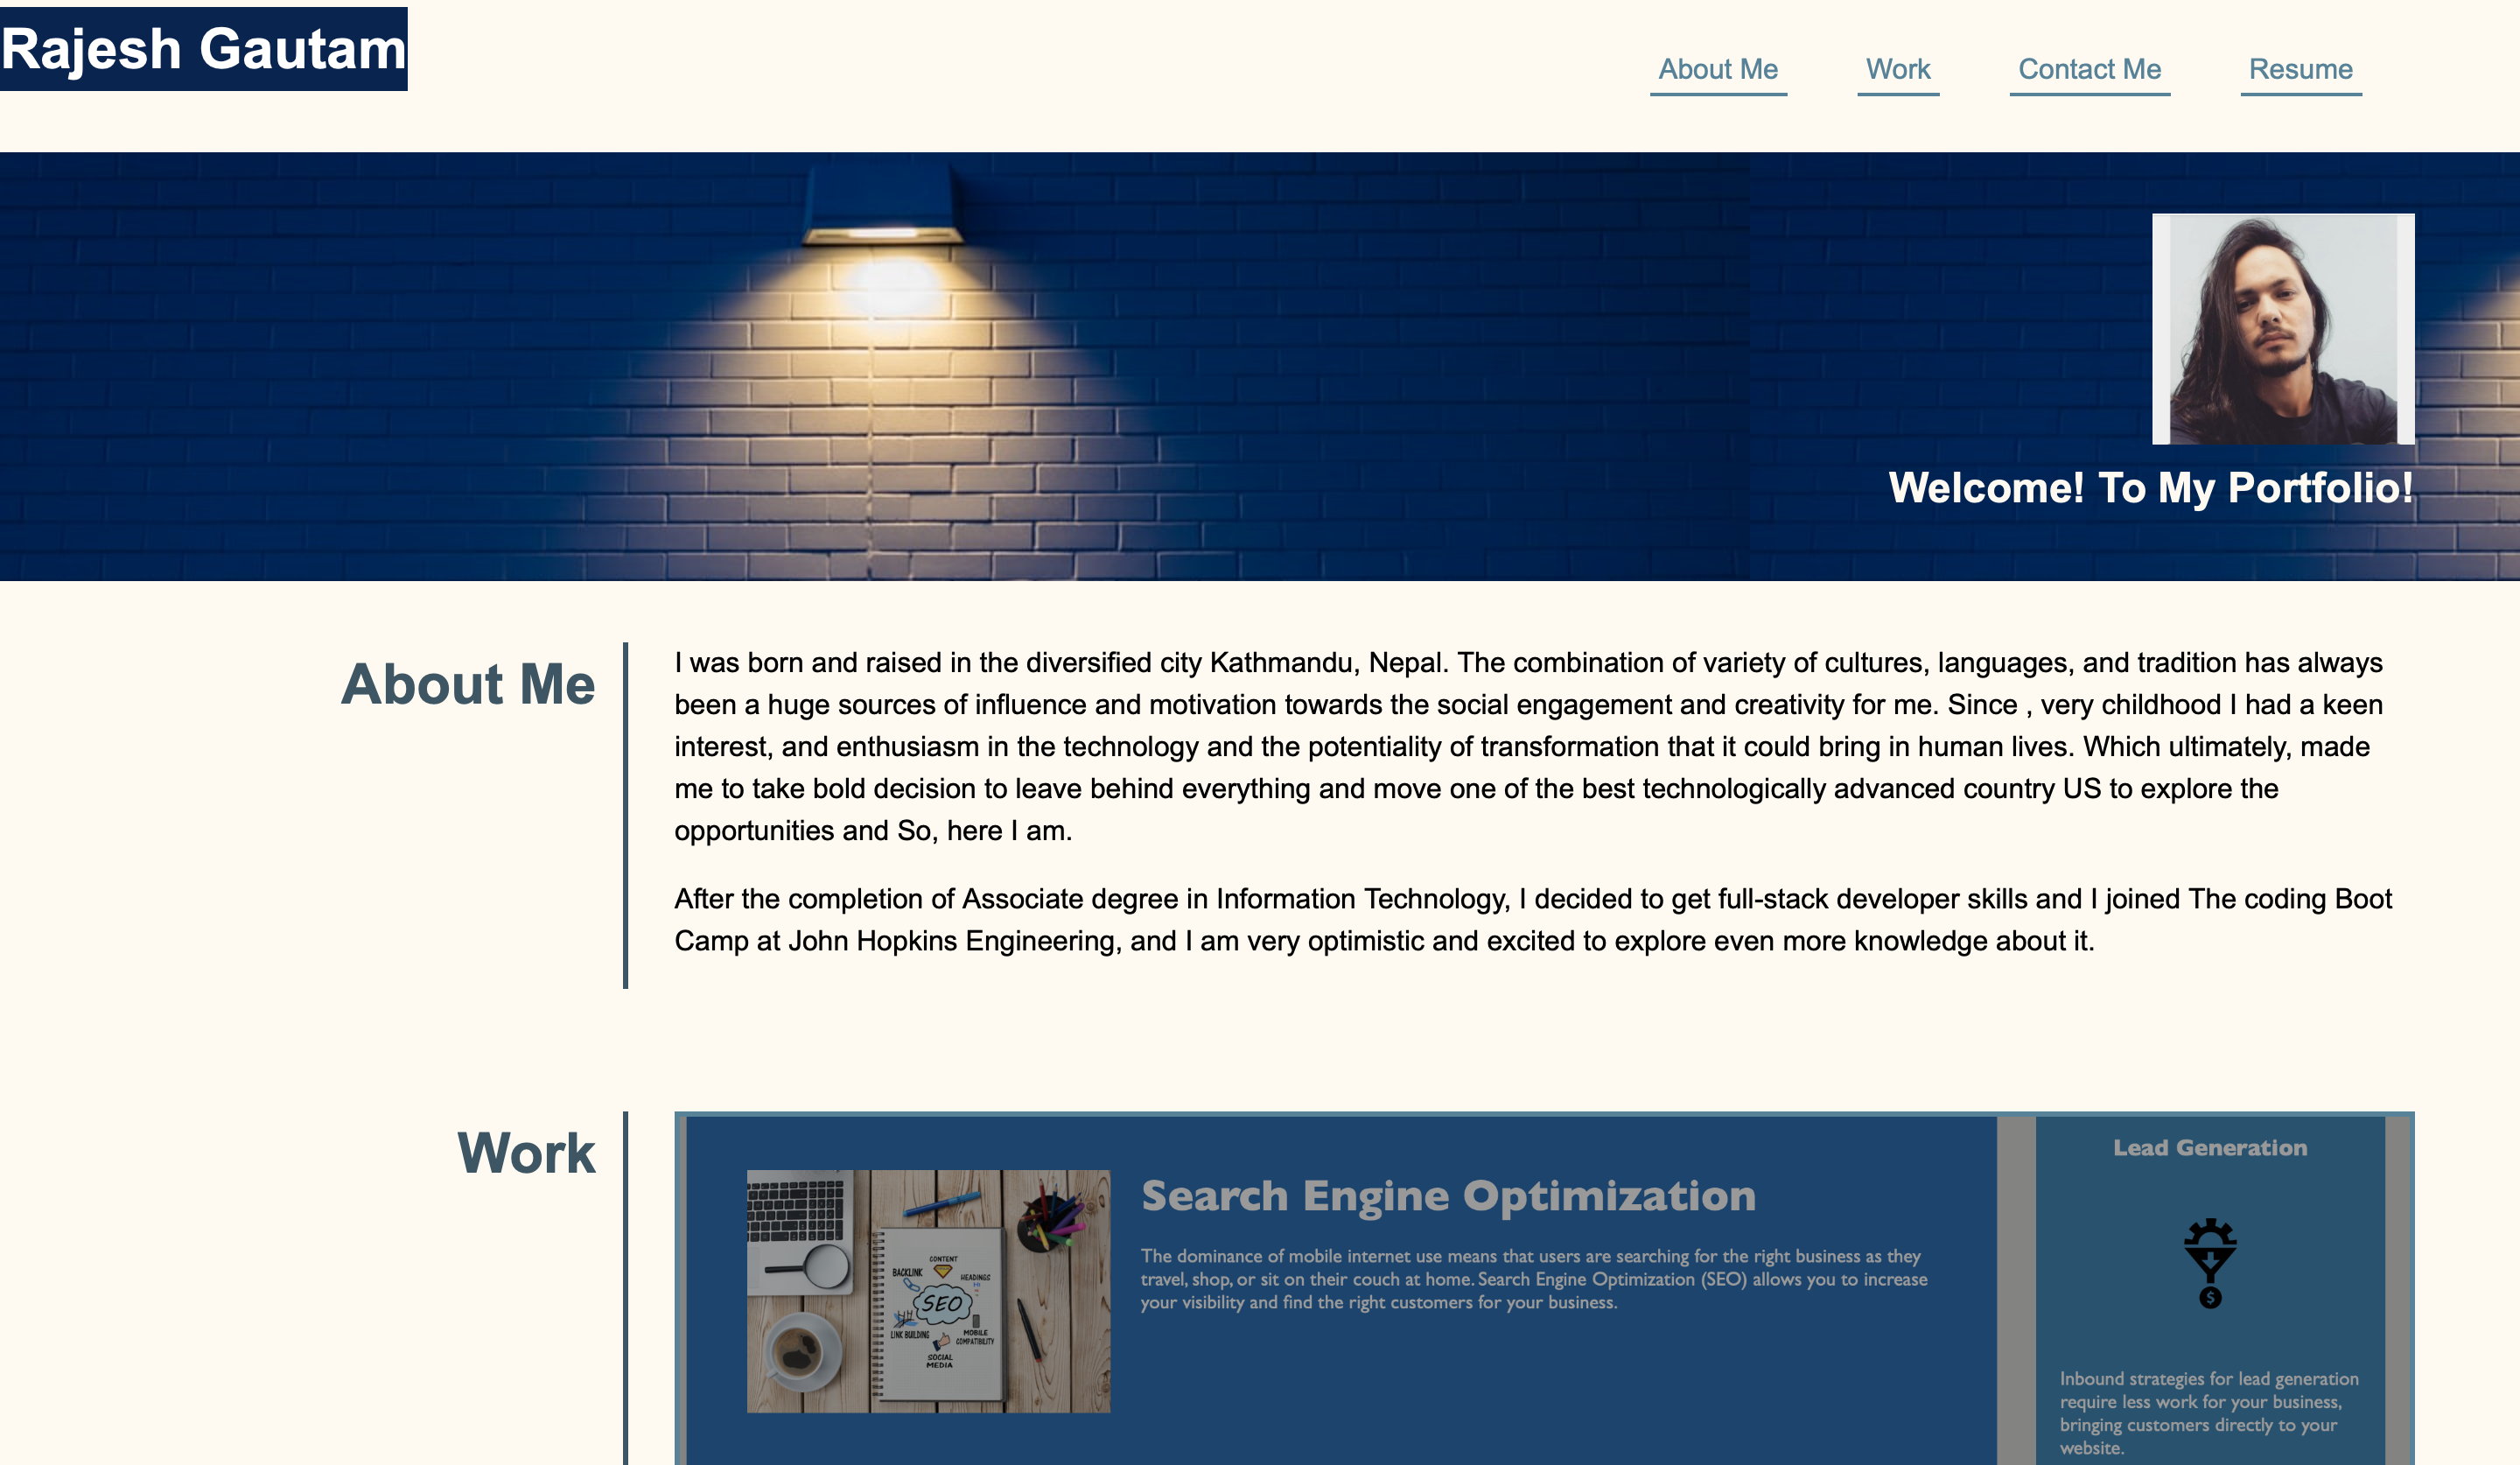 Rajesh Gautam
About Me Work Contact Me Resume
Welcome! To My Portfolio!
About Me
I was born and raised in the diversified city Kathmandu, Nepal. The combination of variety of cultures, languages, and tradition has always
been a huge sources of influence and motivation towards the social engagement and creativity for me. Since , very childhood I had a keen
interest, and enthusiasm in the technology and the potentiality of transformation that it could bring in human lives. Which ultimately, made
me to take bold decision to leave behind everything and move one of the best technologically advanced country US to explore the
opportunities and So, here I am.
After the completion of Associate degree in Information Technology, I decided to get full-stack developer skills and I joined The coding Boot
Camp at John Hopkins Engineering, and I am very optimistic and excited to explore even more knowledge about it.
Work
CONTENT
BACKLINK
HEADINGS
SEO
LINK BUILDING
MOBILE
COMPATIBILITY
SOCIAL
MEDIA
Search Engine Optimization
The dominance of mobile internet use means that users are searching for the right business as they
travel, shop, or sit on their couch at home. Search Engine Optimization (SEO) allows you to increase
your visibility and find the right customers for your business.
Lead Generation
$
Inbound strategies for lead generation
require less work for your business,
bringing customers directly to your
website.